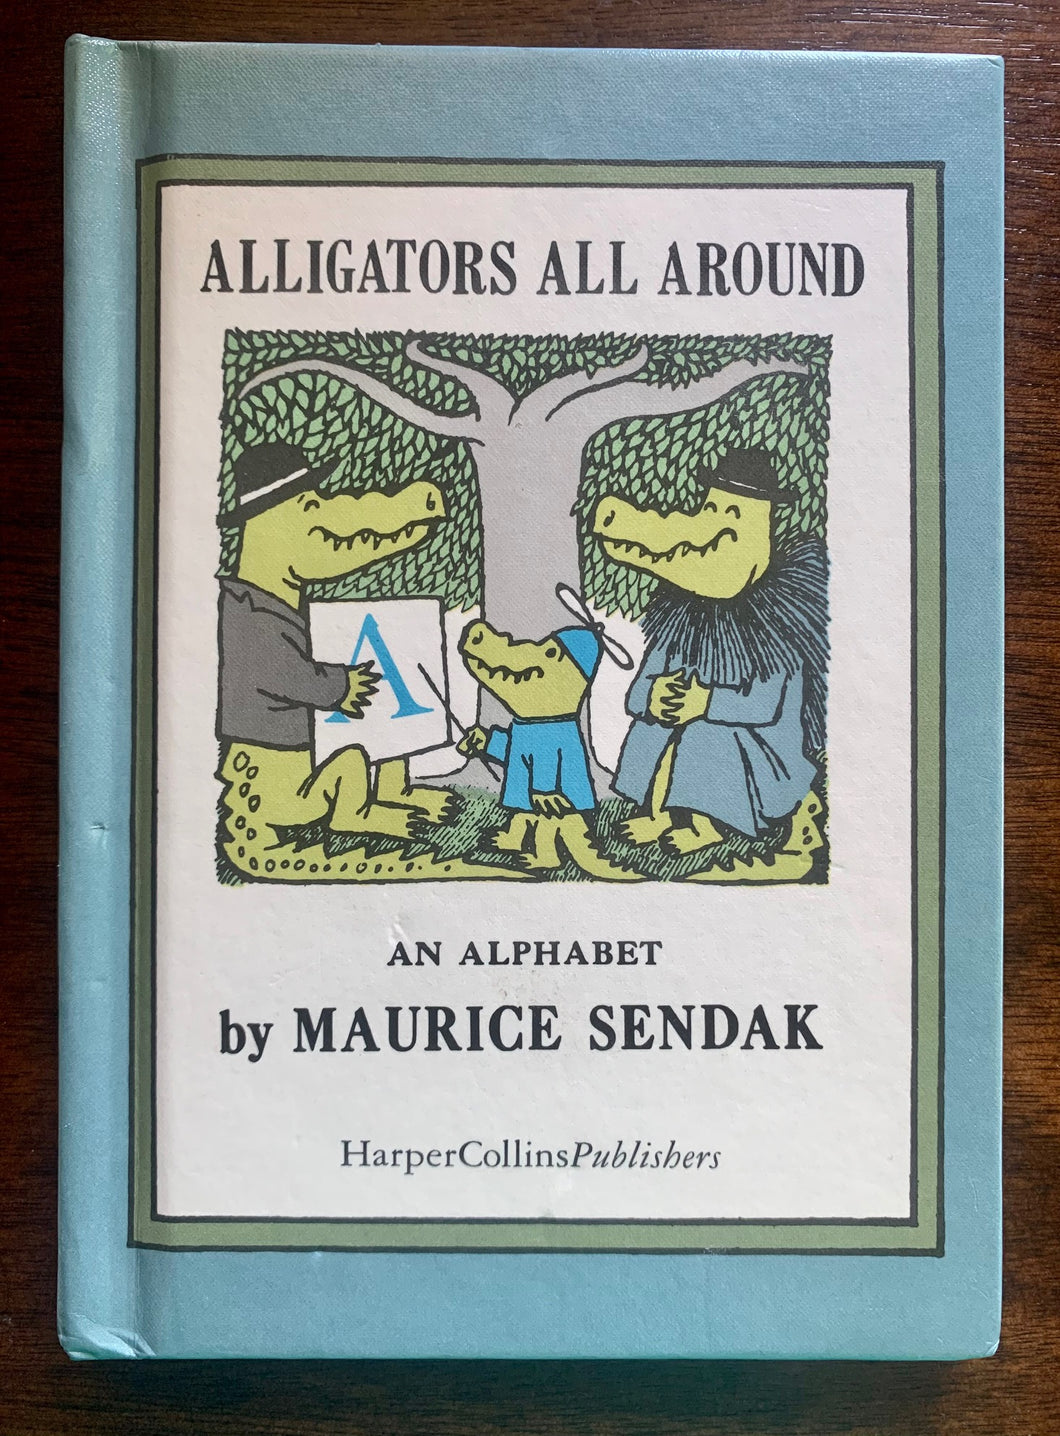 ALLIGATORS ALL AROUND
A
AN ALPHABET
by MAURICE SENDAK
HarperCollinsPublishers